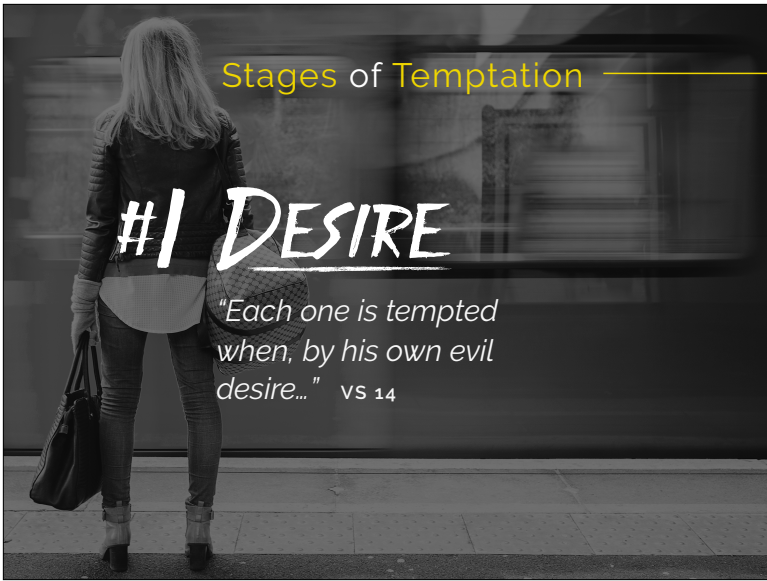 Stages of Temptation
#1 DESIRE
“Each one is tempted
when, by his own evil
desire…” VS 14